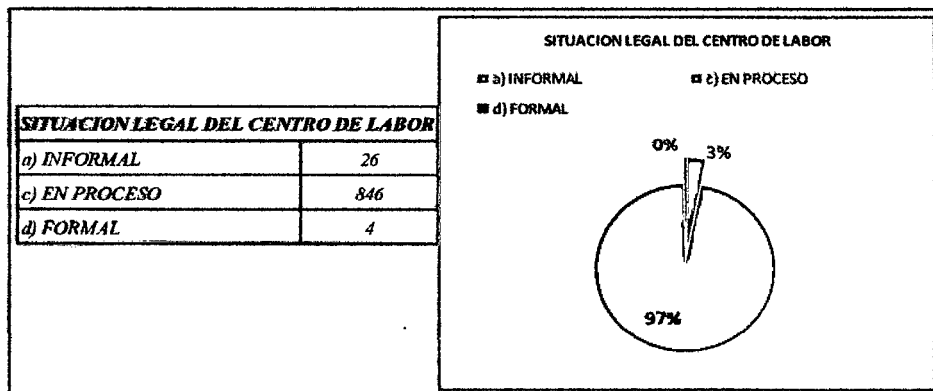 SITUACION LEGAL DEL CENTRO DE LABOR
a) INFORMAL 26
c) EN PROCESO 846
d) FORMAL 4
SITUACION LEGAL DEL CENTRO DE LABOR
a) INFORMAL c) EN PROCESO
d) FORMAL
0% 3%
97%